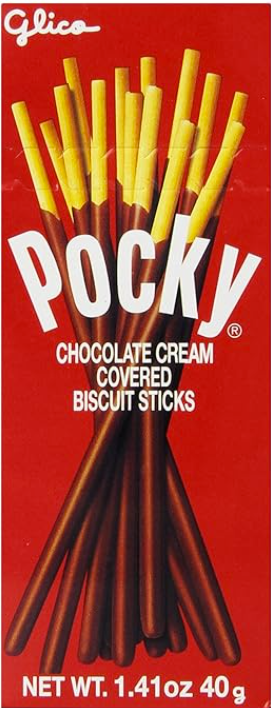 Glico
Pocky®
CHOCOLATE CREAM
COVERED
BISCUIT STICKS
NET WT. 1.41oz 40g